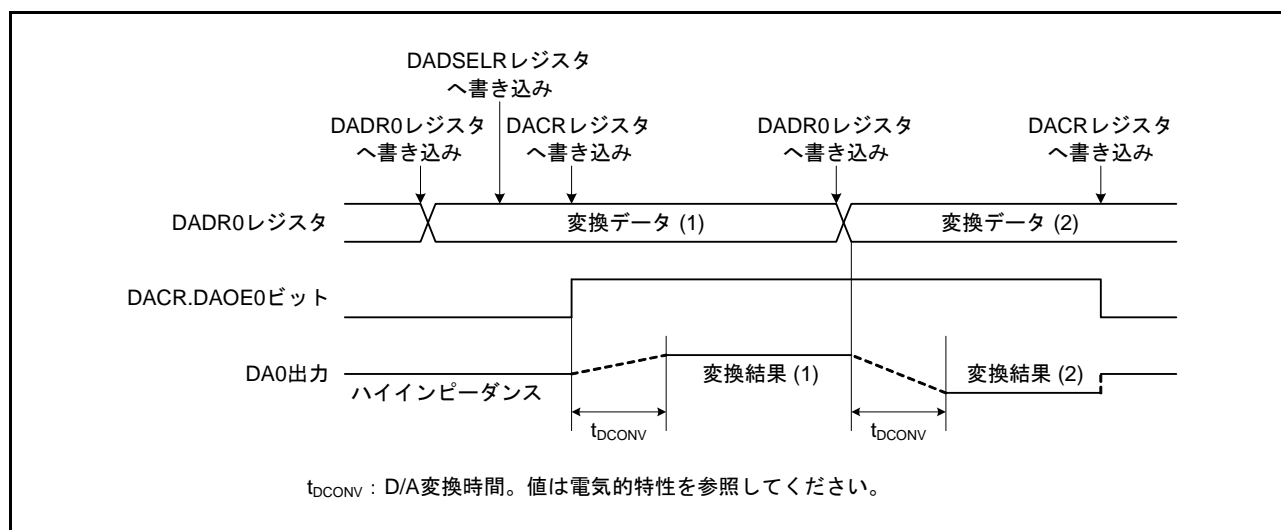 DADSELRレジスタ
へ書き込み
DADR0レジスタ
へ書き込み
DACRレジスタ
へ書き込み
DADR0レジスタ
へ書き込み
DACRレジスタ
へ書き込み
DADR0レジスタ
変換データ (1)
変換データ (2)
DACR.DAOE0ビット
DA0出力
ハイインピーダンス
変換結果 (1)
変換結果 (2)
tDCONV
tDCONV
tDCONV：D/A変換時間。値は電気的特性を参照してください。